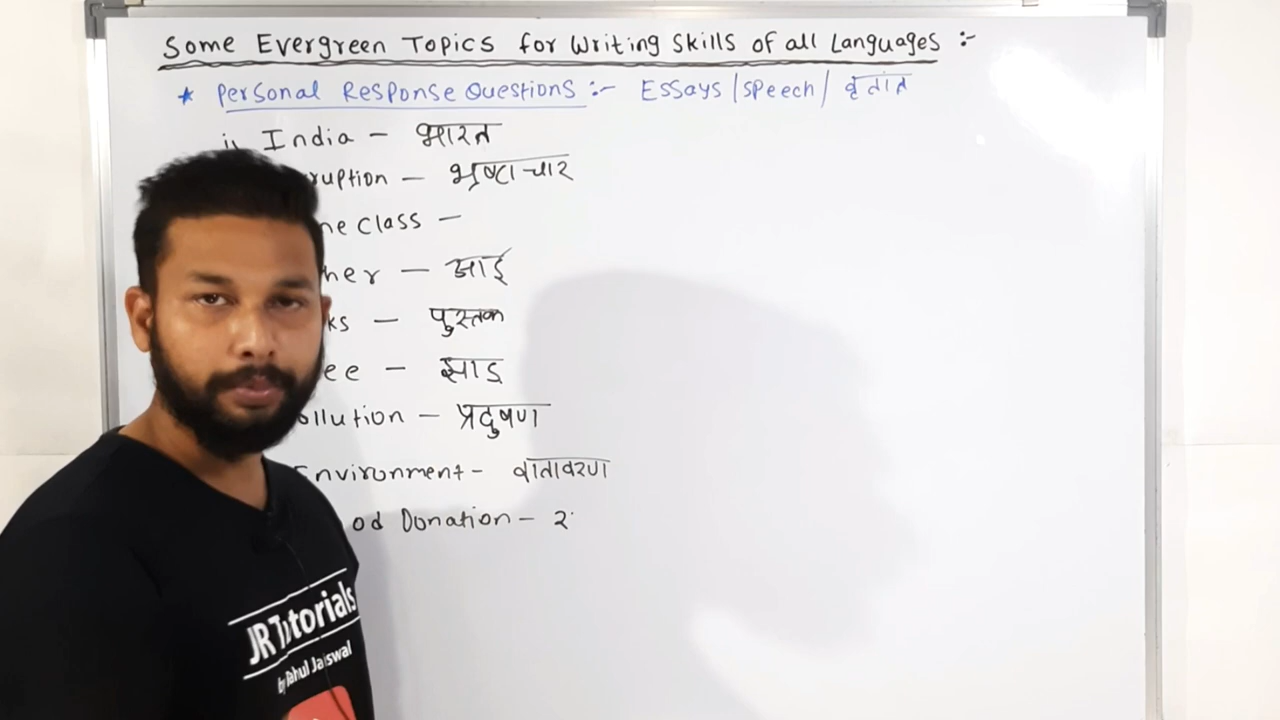 Some Evergreen Topics for Writing Skills of all Languages :-
* Personal Response Questions :- Essays / Speech / वृतांत
i, India - भारत
ruption - भ्रष्टाचार
ne class -
her - आई
ks - पुस्तक
ee - झाड
ollution - प्रदुषण
Environment - वातावरण
od Donation - र
JR Tutorials
by Rahul Jaiswal